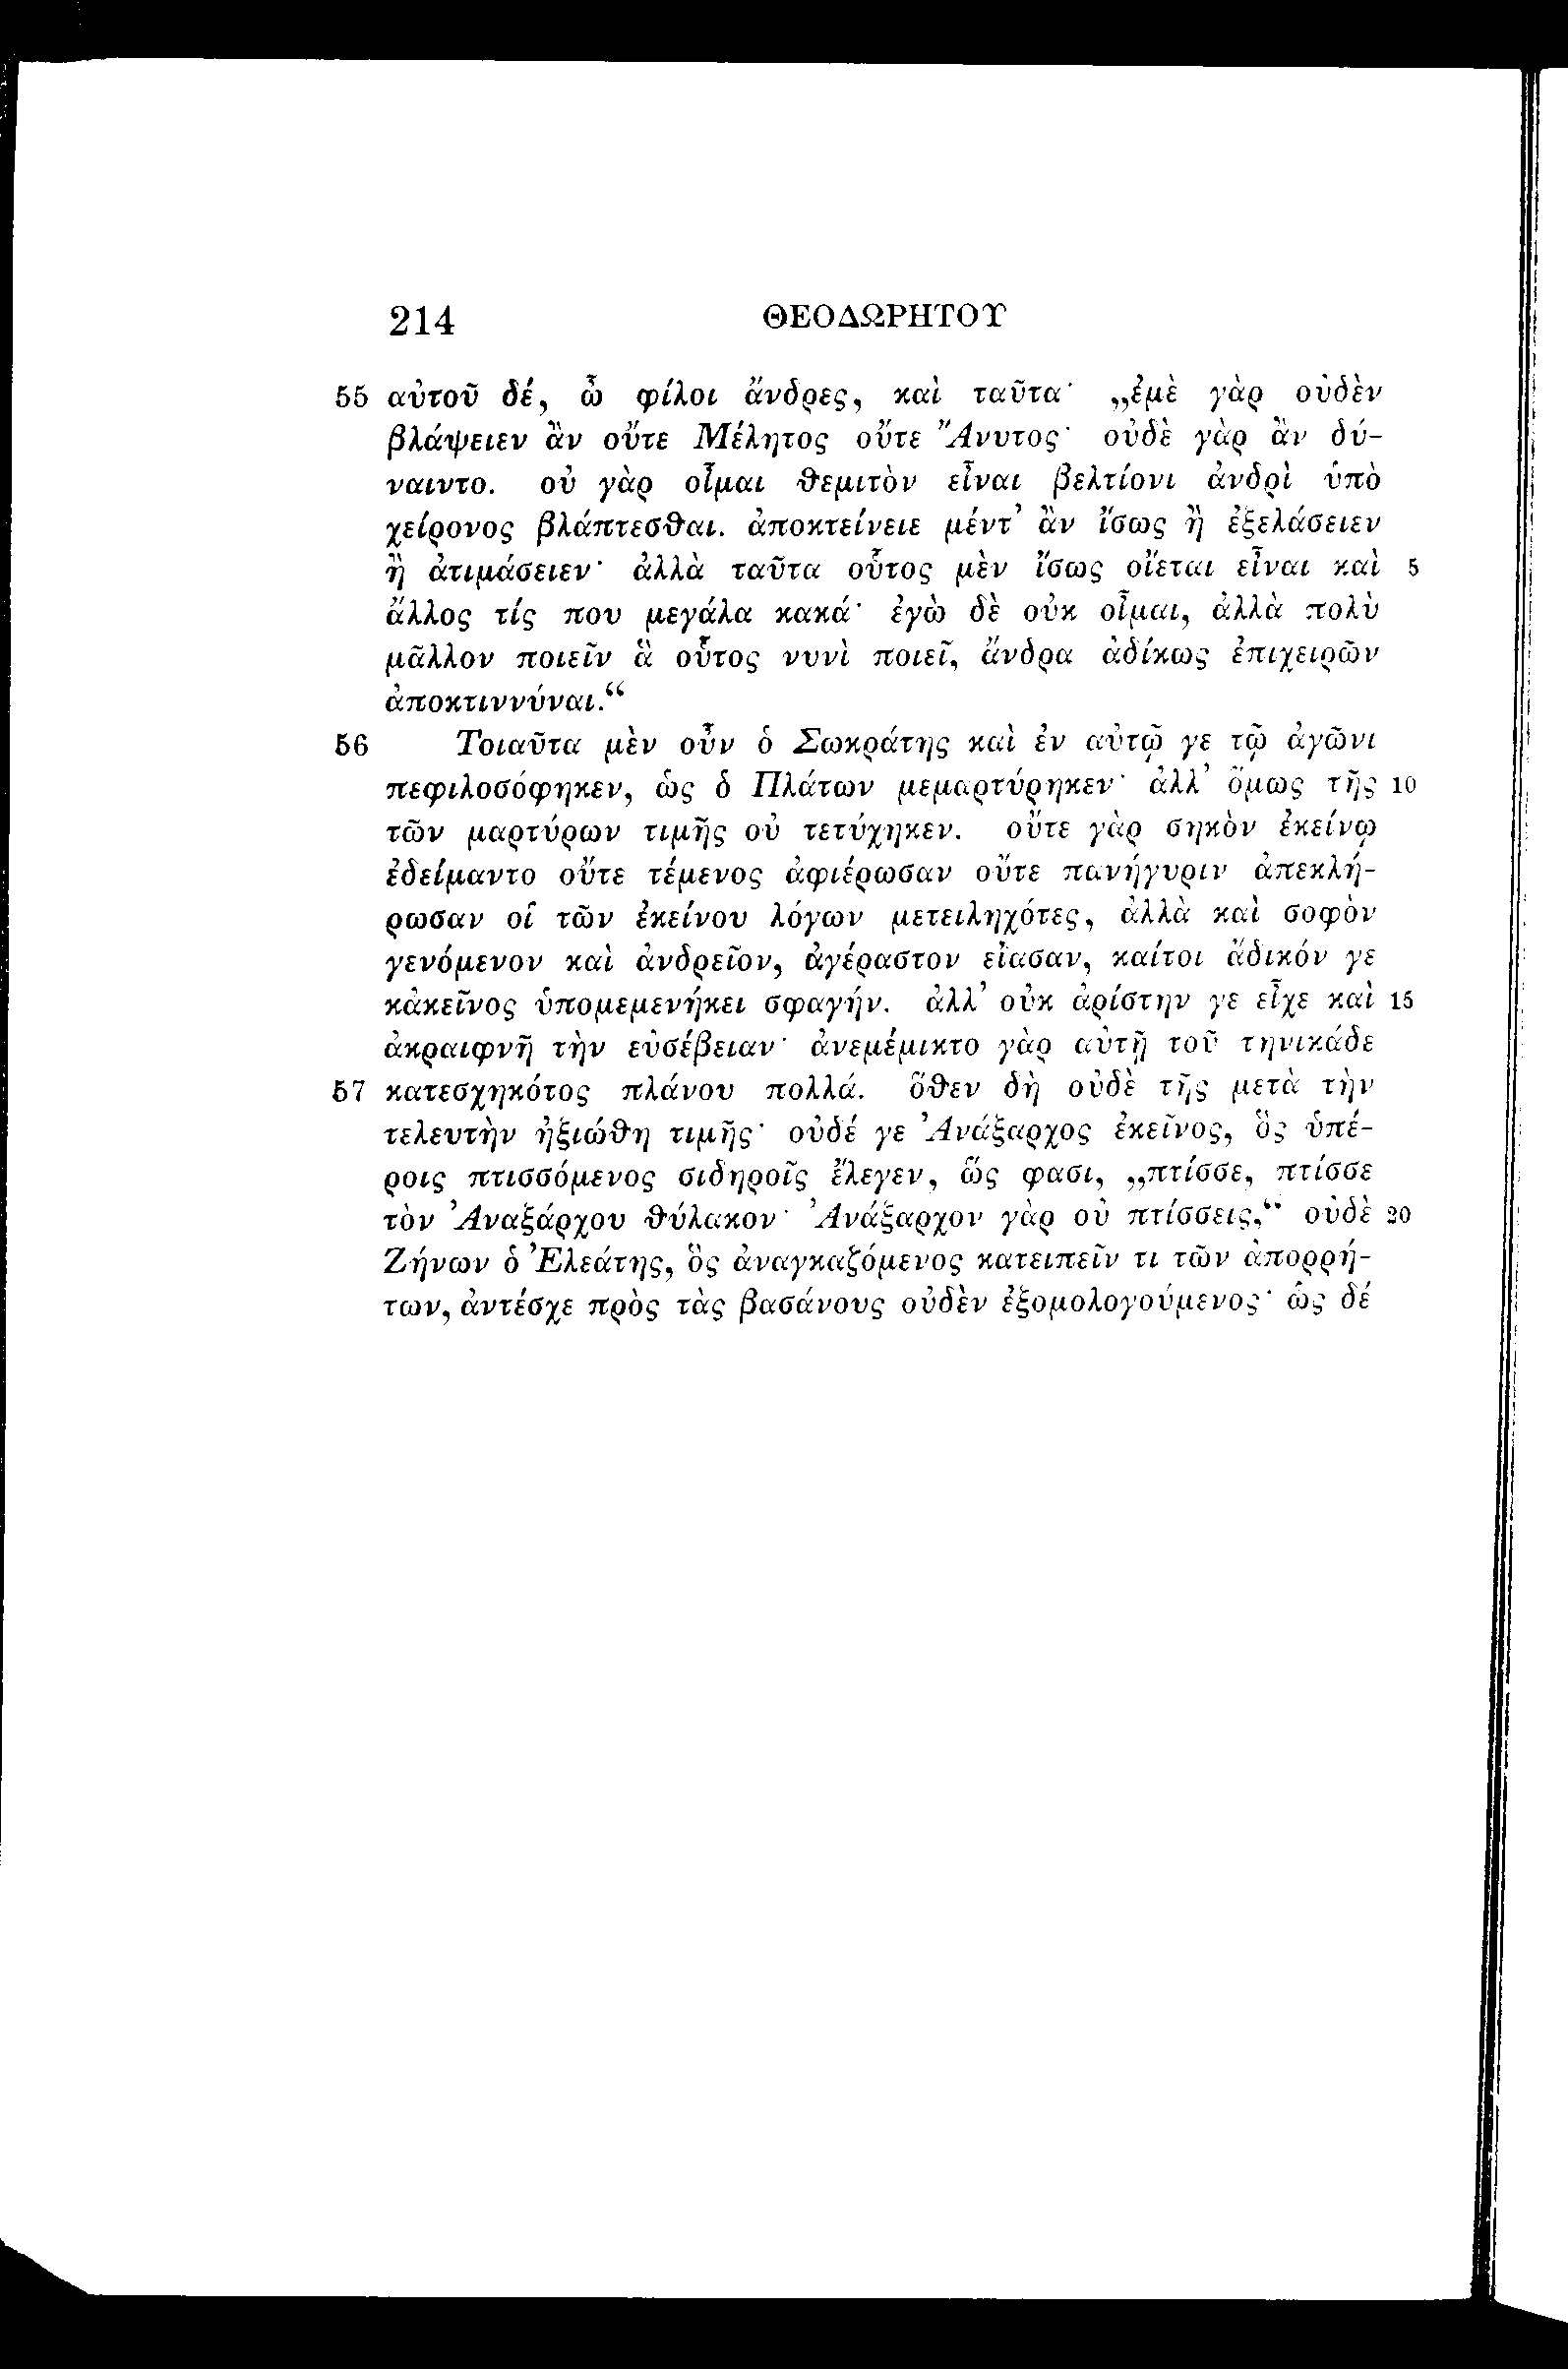 214 ΘΕΟΔΩΡΗΤΟΥ
55 αὐτοῦ δέ, ὦ φίλοι ἄνδρες, καὶ ταῦτα· „ἐμὲ γὰρ οὐδὲν
βλάψειεν ἂν οὔτε Μέλητος οὔτε Ἄνυτος· οὐδὲ γὰρ ἂν δύ-
ναιντο. οὐ γὰρ οἶμαι θεμιτὸν εἶναι βελτίονι ἀνδρὶ ὑπὸ
χείρονος βλάπτεσθαι. ἀποκτείνειε μέντ’ ἂν ἴσως ἢ ἐξελάσειεν
ἢ ἀτιμάσειεν· ἀλλὰ ταῦτα οὗτος μὲν ἴσως οἴεται εἶναι καὶ 5
ἄλλος τίς που μεγάλα κακά· ἐγὼ δὲ οὐκ οἶμαι, ἀλλὰ πολὺ
μᾶλλον ποιεῖν ἃ οὗτος νυνὶ ποιεῖ, ἄνδρα ἀδίκως ἐπιχειρῶν
ἀποκτιννύναι.“
56 Τοιαῦτα μὲν οὖν ὁ Σωκράτης καὶ ἐν αὐτῷ γε τῷ ἀγῶνι
πεφιλοσόφηκεν, ὡς ὁ Πλάτων μεμαρτύρηκεν· ἀλλ’ ὅμως τῆς 10
τῶν μαρτύρων τιμῆς οὐ τετύχηκεν. οὔτε γὰρ σηκὸν ἐκείνῳ
ἐδείμαντο οὔτε τέμενος ἀφιέρωσαν οὔτε πανήγυριν ἀπεκλή-
ρωσαν οἱ τῶν ἐκείνου λόγων μετειληχότες, ἀλλὰ καὶ σοφὸν
γενόμενον καὶ ἀνδρεῖον, ἀγέραστον εἴασαν, καίτοι ἄδικόν γε
κἀκεῖνος ὑπομεμενήκει σφαγήν. ἀλλ’ οὐκ ἀρίστην γε εἶχε καὶ 15
ἀκραιφνῆ τὴν εὐσέβειαν· ἀνεμέμικτο γὰρ αὐτῇ τοῦ τηνικάδε
57 κατεσχηκότος πλάνου πολλά. ὅθεν δὴ οὐδὲ τῆς μετὰ τὴν
τελευτὴν ἠξιώθη τιμῆς· οὐδέ γε Ἀνάξαρχος ἐκεῖνος, ὃς ὑπέ-
ροις πτισσόμενος σιδηροῖς ἔλεγεν, ὥς φασι, „πτίσσε, πτίσσε
τὸν Ἀναξάρχου θύλακον· Ἀνάξαρχον γὰρ οὐ πτίσσεις,“ οὐδὲ 20
Ζήνων ὁ Ἐλεάτης, ὃς ἀναγκαζόμενος κατειπεῖν τι τῶν ἀπορρή-
των, ἀντέσχε πρὸς τὰς βασάνους οὐδὲν ἐξομολογούμενος· ὡς δέ